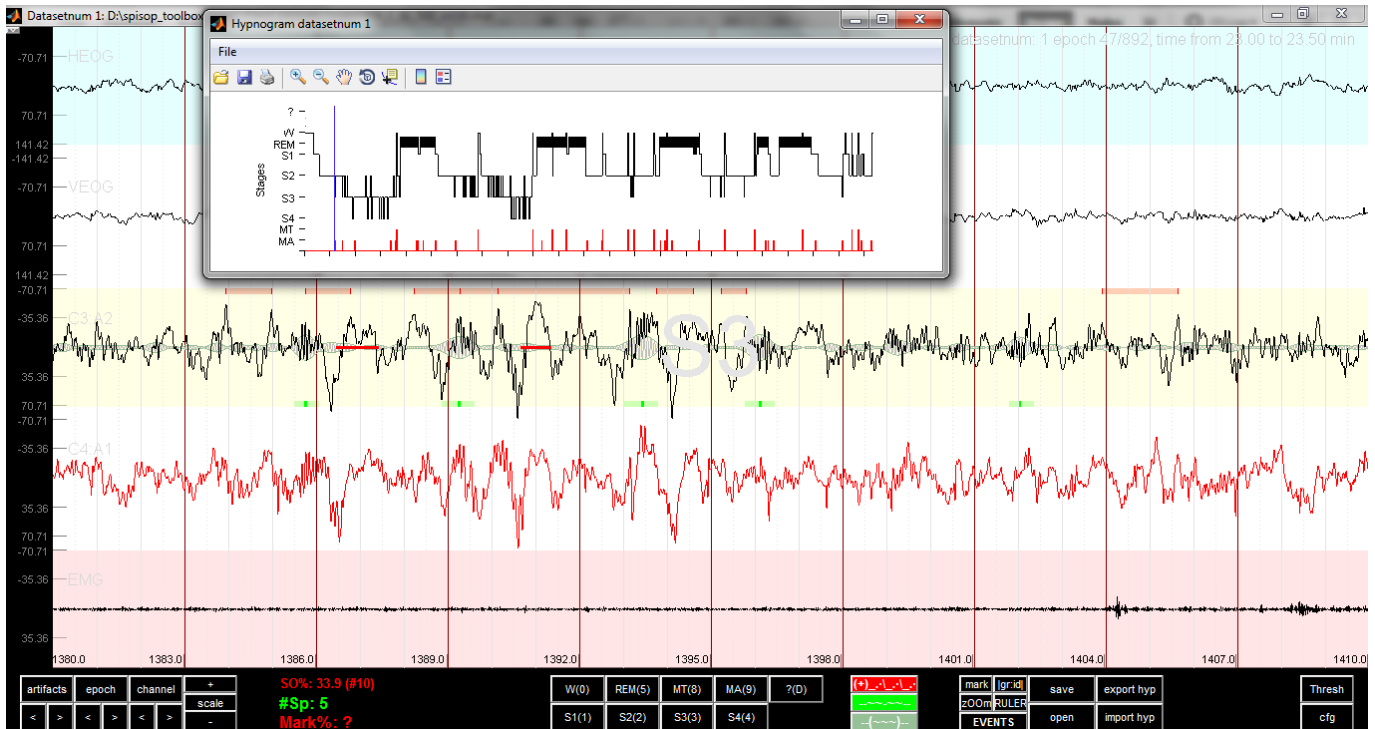 Datasetnum 1: D:\spisop_toolbox
Hypnogram datasetnum 1
File
datasetnum: 1 epoch 47/892, time from 23.00 to 23.50 min
?
W
REM
S1
S2
S3
S4
MT
MA
Stages
-70.71
HEOG
70.71
141.42
-141.42
-70.71
VEOG
70.71
141.42
-70.71
-35.36
C3:A2
S3
35.36
70.71
-70.71
-35.36
C4:A1
35.36
70.71
-70.71
-35.36
EMG
35.36
1380.0 1383.0 1386.0 1389.0 1392.0 1395.0 1398.0 1401.0 1404.0 1407.0 1410.0
artifacts epoch channel + scale -
< > < > < >
SO%: 33.9 (#10)
#Sp: 5
Mark%: ?
W(0) REM(5) MT(8) MA(9) ?(D)
S1(1) S2(2) S3(3) S4(4)
mark |gr:id| save export hyp Thresh
zOOm RULER
EVENTS open import hyp cfg